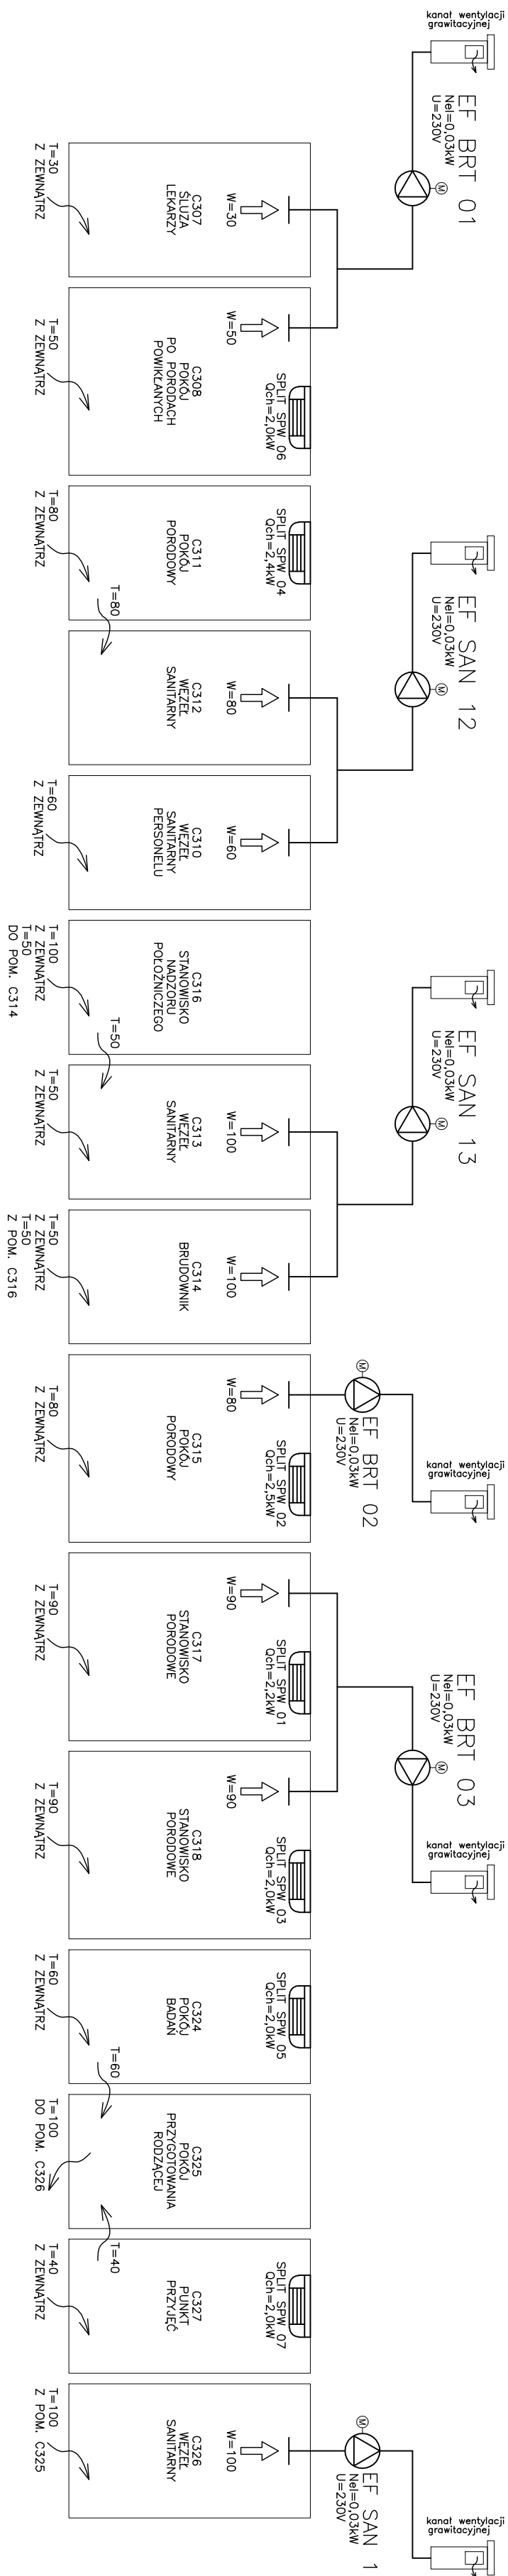 kanał wentylacji
grawitacyjnej
EF BRT 01
Nel=0,03kW
U=230V
M
W=30
C307
ŚLUZA
LEKARZY
T=30
Z ZEWNĄTRZ
W=50
SPLIT SPW 06
Qch=2,0kW
C308
POKÓJ
PO PORODACH
POWIKŁANYCH
T=50
Z ZEWNĄTRZ
SPLIT SPW 04
Qch=2,4kW
C311
POKÓJ
PORODOWY
T=80
Z ZEWNĄTRZ
T=80
EF SAN 12
Nel=0,03kW
U=230V
M
W=80
C312
WĘZEŁ
SANITARNY
W=60
C310
WĘZEŁ
SANITARNY
PERSONELU
T=60
Z ZEWNĄTRZ
C316
STANOWISKO
NADZORU
POŁOŻNICZEGO
T=100
Z ZEWNĄTRZ
T=50
DO POM. C314
T=50
EF SAN 13
Nel=0,03kW
U=230V
M
W=100
C313
WĘZEŁ
SANITARNY
T=50
Z ZEWNĄTRZ
W=100
C314
BRUDOWNIK
T=50
Z ZEWNĄTRZ
T=50
Z POM. C316
M
EF BRT 02
Nel=0,03kW
U=230V
kanał wentylacji
grawitacyjnej
W=80
SPLIT SPW 02
Qch=2,5kW
C315
POKÓJ
PORODOWY
T=80
Z ZEWNĄTRZ
EF BRT 03
Nel=0,03kW
U=230V
M
kanał wentylacji
grawitacyjnej
W=90
SPLIT SPW 01
Qch=2,2kW
C317
STANOWISKO
PORODOWE
T=90
Z ZEWNĄTRZ
W=90
SPLIT SPW 03
Qch=2,0kW
C318
STANOWISKO
PORODOWE
T=90
Z ZEWNĄTRZ
SPLIT SPW 05
Qch=2,0kW
C324
POKÓJ
BADAŃ
T=60
Z ZEWNĄTRZ
T=60
C325
POKÓJ
PRZYGOTOWANIA
RODZĄCEJ
T=100
DO POM. C326
T=40
SPLIT SPW 07
Qch=2,0kW
C327
PUNKT
PRZYJĘĆ
T=40
Z ZEWNĄTRZ
M
EF SAN 1
Nel=0,03kW
U=230V
kanał wentylacji
grawitacyjnej
W=100
C326
WĘZEŁ
SANITARNY
T=100
Z POM. C325